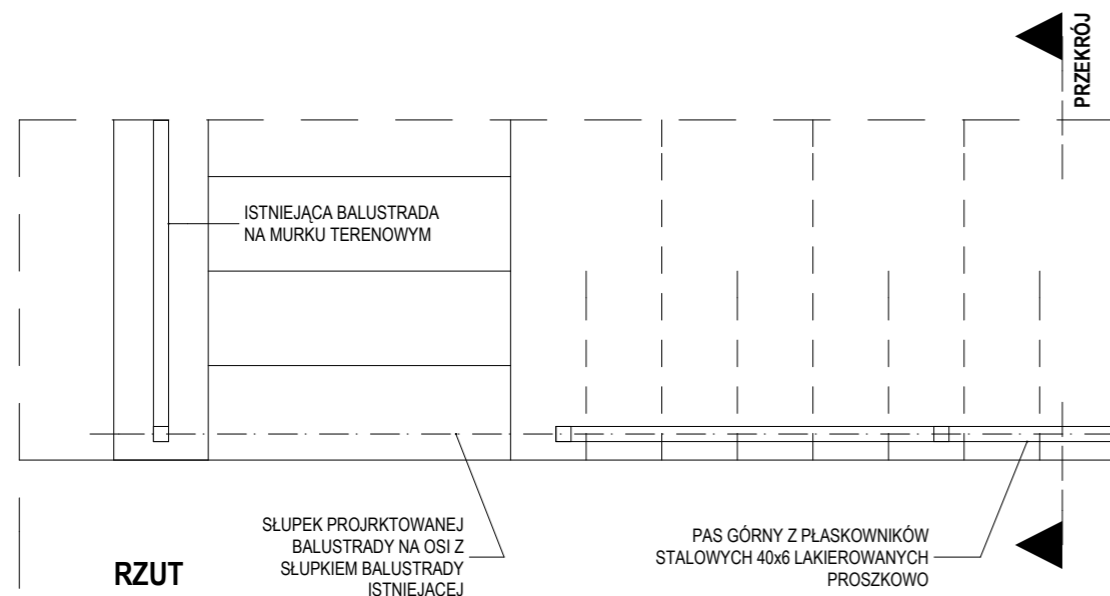 PRZEKRÓJ
ISTNIEJĄCA BALUSTRADA
NA MURKU TERENOWYM
SŁUPEK PROJRKTOWANEJ
BALUSTRADY NA OSI Z
SŁUPKIEM BALUSTRADY
ISTNIEJACEJ
PAS GÓRNY Z PŁASKOWNIKÓW
STALOWYCH 40x6 LAKIEROWANYCH
PROSZKOWO
RZUT